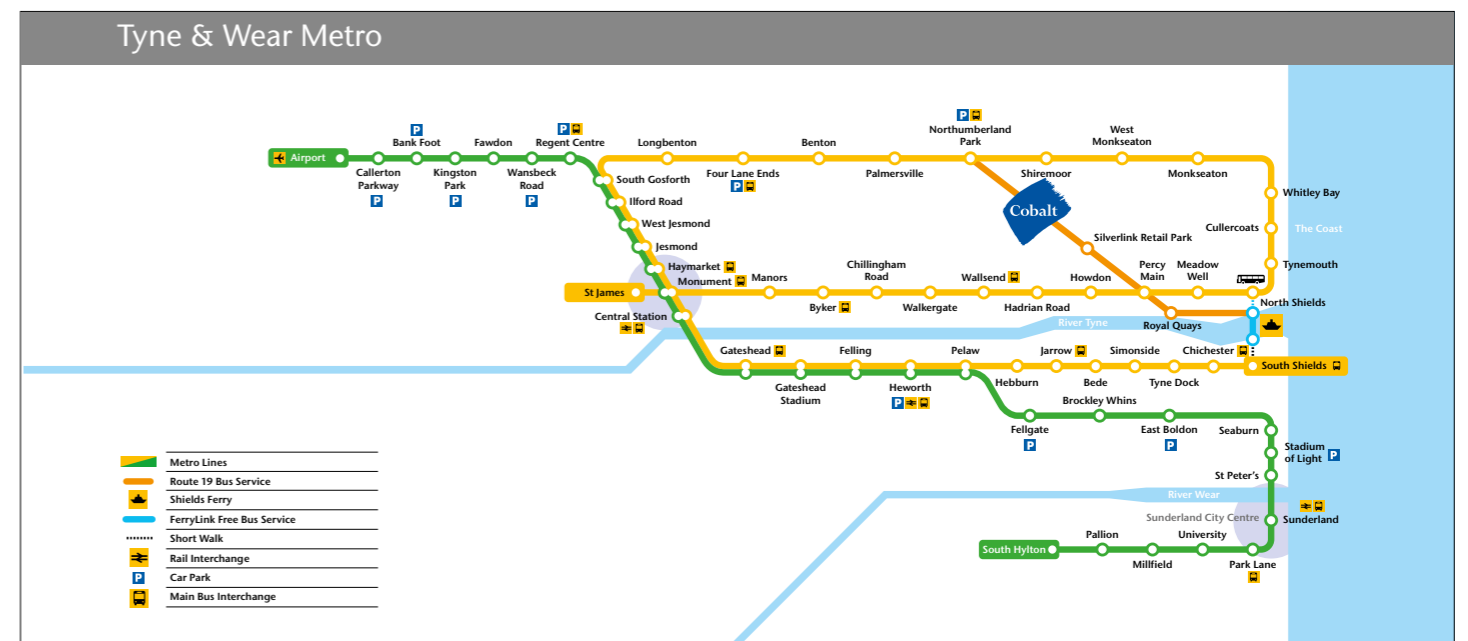 Tyne & Wear Metro
Airport
Callerton
Parkway
P
P
Bank Foot
Kingston
Park
P
Fawdon
Wansbeck
Road
P
P
Regent Centre
South Gosforth
Ilford Road
West Jesmond
Jesmond
Haymarket
Monument
Central Station
St James
Longbenton
Four Lane Ends
P
Benton
Palmersville
P
Northumberland
Park
Shiremoor
West
Monkseaton
Monkseaton
Whitley Bay
Cullercoats
The Coast
Tynemouth
Cobalt
Silverlink Retail Park
Manors
Byker
Chillingham
Road
Walkergate
Wallsend
Hadrian Road
Howdon
Percy
Main
Meadow
Well
North Shields
Royal Quays
River Tyne
Gateshead
Gateshead
Stadium
Felling
Heworth
P
Pelaw
Hebburn
Jarrow
Bede
Simonside
Tyne Dock
Chichester
South Shields
Fellgate
P
Brockley Whins
East Boldon
P
Seaburn
Stadium
of Light P
St Peter's
River Wear
Sunderland City Centre
Sunderland
Park Lane
University
Millfield
Pallion
South Hylton
Metro Lines
Route 19 Bus Service
Shields Ferry
FerryLink Free Bus Service
Short Walk
Rail Interchange
P Car Park
Main Bus Interchange